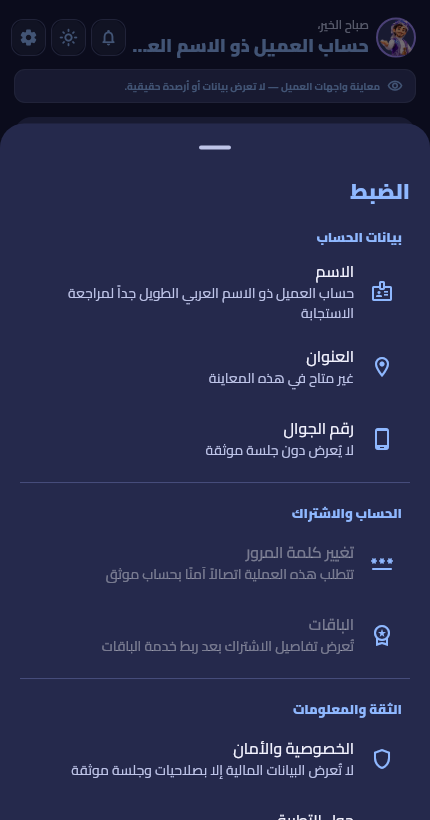 صباح الخير،
حساب العميل ذو الاسم الع...
معاينة واجهات العميل — لا تعرض بيانات أو أرصدة حقيقية.
الضبط
بيانات الحساب
الاسم
حساب العميل ذو الاسم العربي الطويل جداً لمراجعة
الاستجابة
العنوان
غير متاح في هذه المعاينة
رقم الجوال
لا يُعرض دون جلسة موثقة
الحساب والاشتراك
تغيير كلمة المرور
تتطلب هذه العملية اتصالاً آمنًا بحساب موثق
الباقات
تُعرض تفاصيل الاشتراك بعد ربط خدمة الباقات
الثقة والمعلومات
الخصوصية والأمان
لا تُعرض البيانات المالية إلا بصلاحيات وجلسة موثقة
حول التطبيق